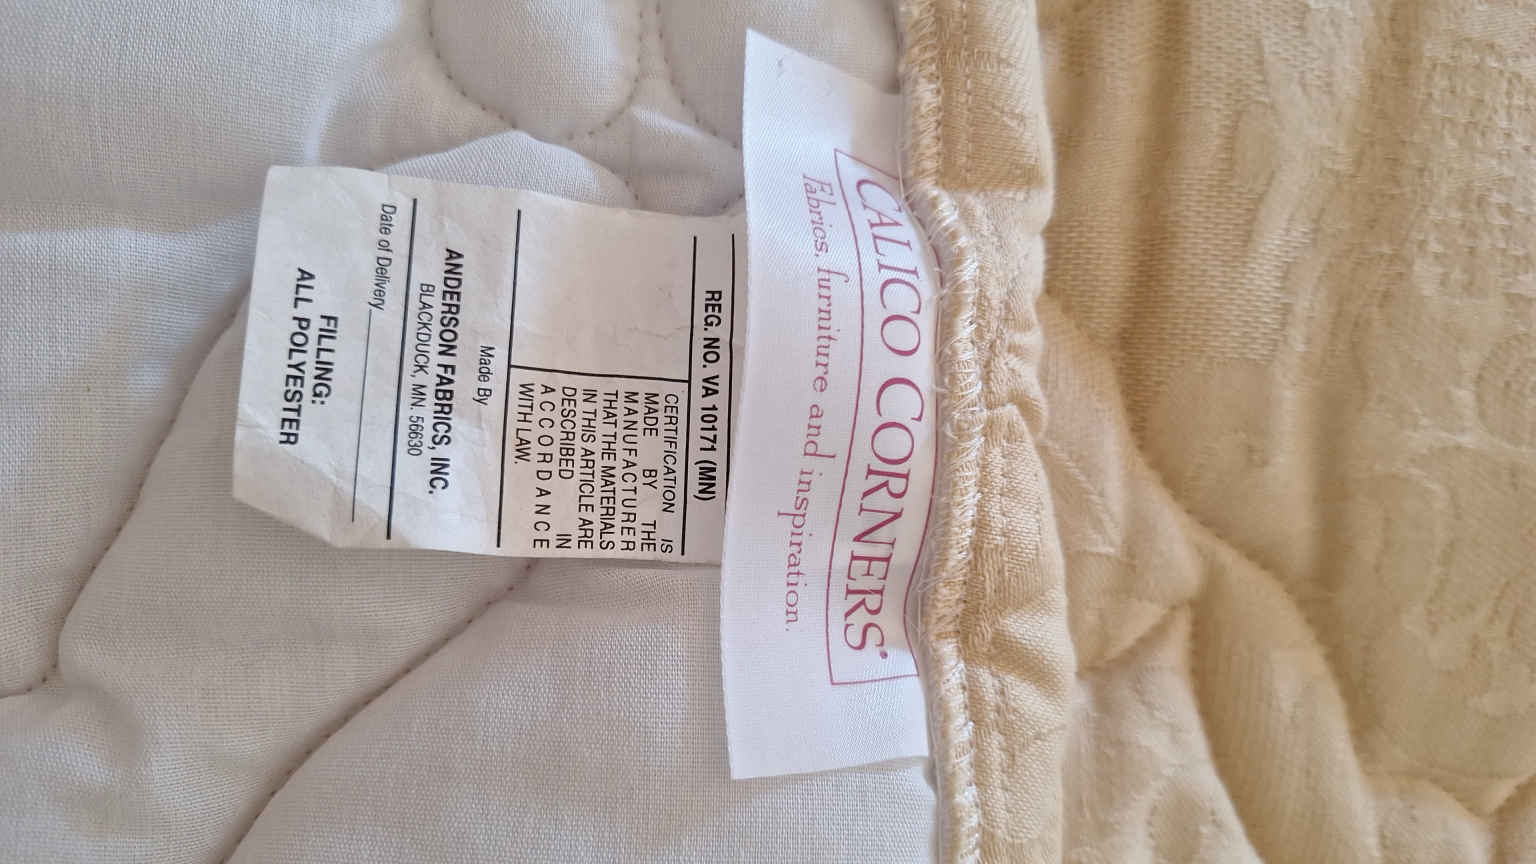 CALICO CORNERS®
Fabrics, furniture and inspiration.
REG. NO. VA 10171 (MN)
CERTIFICATION IS
MADE BY THE
MANUFACTURER
THAT THE MATERIALS
IN THIS ARTICLE ARE
DESCRIBED IN
ACCORDANCE
WITH LAW.
Made By
ANDERSON FABRICS, INC.
BLACKDUCK, MN. 56630
Date of Delivery
FILLING:
ALL POLYESTER